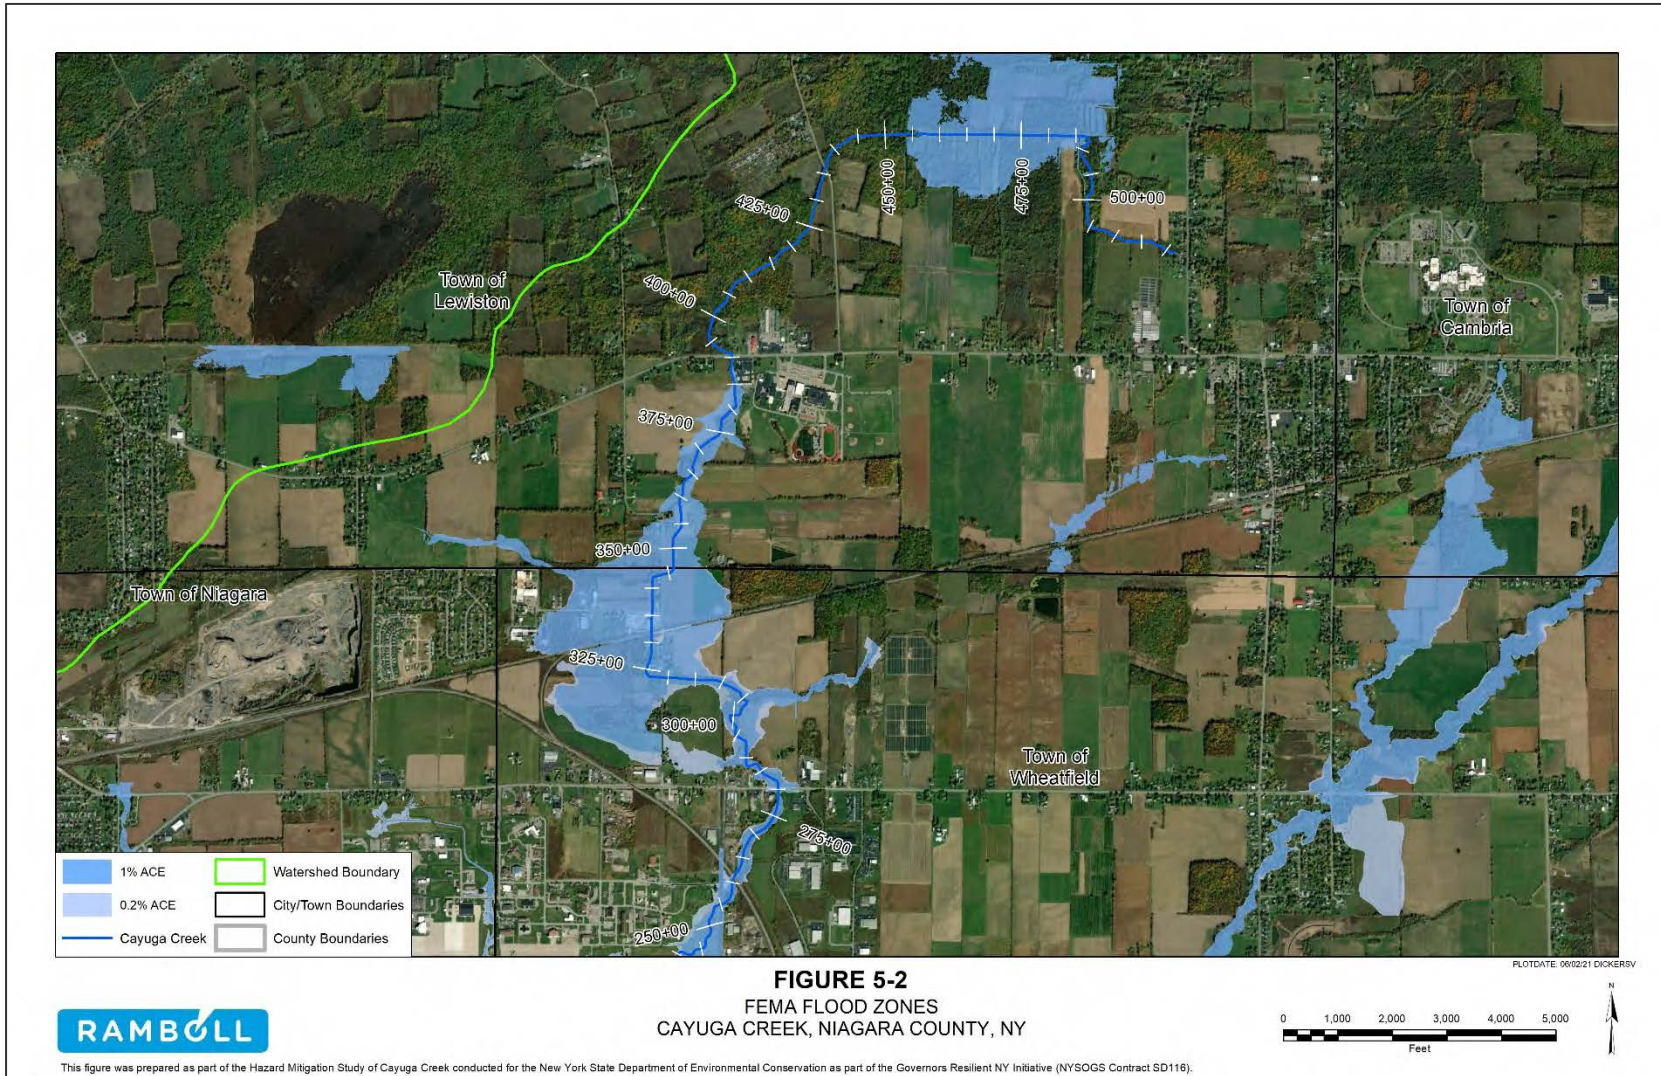 450+00
475+00
500+00
425+00
400+00
Town of
Lewiston
Town of
Cambria
375+00
350+00
Town of Niagara
325+00
300+00
Town of
Wheatfield
275+00
250+00
1% ACE
Watershed Boundary
0.2% ACE
City/Town Boundaries
Cayuga Creek
County Boundaries
PLOTDATE: 06/02/21 DICKERSV
FIGURE 5-2
FEMA FLOOD ZONES
CAYUGA CREEK, NIAGARA COUNTY, NY
RAMBOLL
N
0 1,000 2,000 3,000 4,000 5,000
Feet
This figure was prepared as part of the Hazard Mitigation Study of Cayuga Creek conducted for the New York State Department of Environmental Conservation as part of the Governors Resilient NY Initiative (NYSOGS Contract SD116).